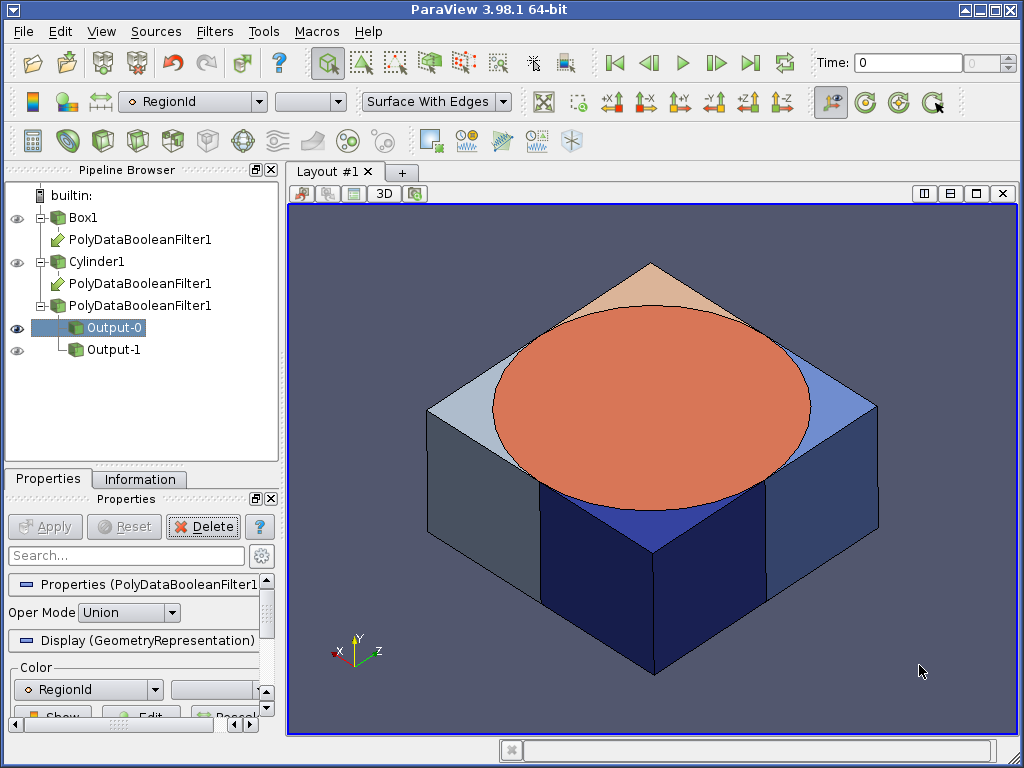 ParaView 3.98.1 64-bit
File Edit View Sources Filters Tools Macros Help
Time: 0 0
RegionId Surface With Edges +X -X +Y -Y +Z -Z
Pipeline Browser
Layout #1 +
3D
builtin:
Box1
PolyDataBooleanFilter1
Cylinder1
PolyDataBooleanFilter1
PolyDataBooleanFilter1
Output-0
Output-1
Properties Information
Properties
Apply Reset Delete ?
Search...
Properties (PolyDataBooleanFilter1
Oper Mode Union
Display (GeometryRepresentation)
Color
RegionId
Show Edit
Y
X Z